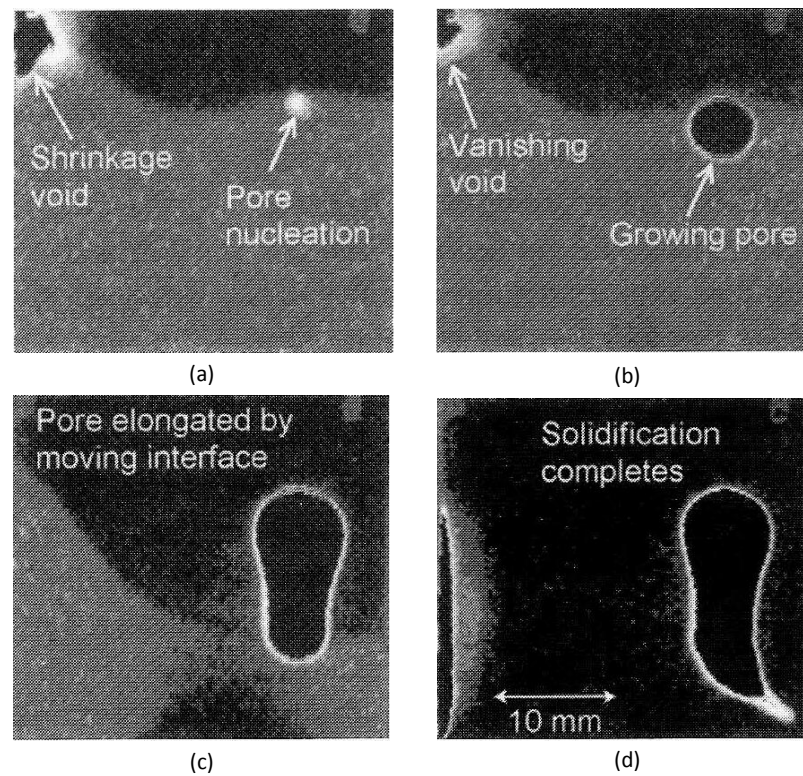 Shrinkage
void
Pore
nucleation
(a)
Vanishing
void
Growing pore
(b)
Pore elongated by
moving interface
(c)
Solidification
completes
10 mm
(d)